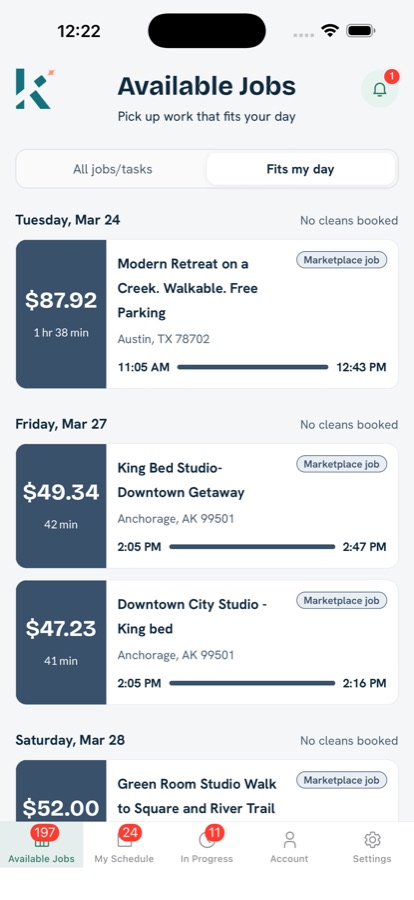 12:22
k
Available Jobs
1
Pick up work that fits your day
All jobs/tasks
Fits my day
Tuesday, Mar 24
No cleans booked
$87.92
1 hr 38 min
Modern Retreat on a
Creek. Walkable. Free
Parking
Marketplace job
Austin, TX 78702
11:05 AM
12:43 PM
Friday, Mar 27
No cleans booked
$49.34
42 min
King Bed Studio-
Downtown Getaway
Marketplace job
Anchorage, AK 99501
2:05 PM
2:47 PM
$47.23
41 min
Downtown City Studio -
King bed
Marketplace job
Anchorage, AK 99501
2:05 PM
2:16 PM
Saturday, Mar 28
No cleans booked
$52.00
Green Room Studio Walk
to Square and River Trail
Marketplace job
197
Available Jobs
24
My Schedule
11
In Progress
Account
Settings